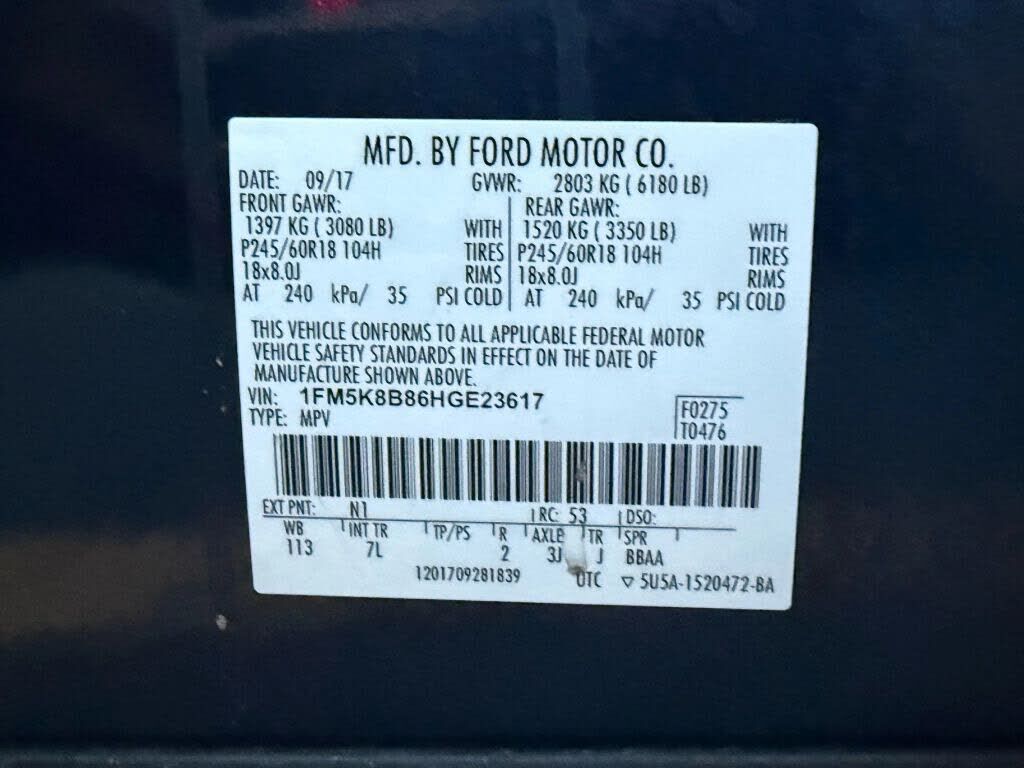 MFD. BY FORD MOTOR CO.
DATE: 09/17 GVWR: 2803 KG ( 6180 LB)
FRONT GAWR: REAR GAWR:
1397 KG ( 3080 LB) WITH 1520 KG ( 3350 LB) WITH
P245/60R18 104H TIRES P245/60R18 104H TIRES
18x8.0J RIMS 18x8.0J RIMS
AT 240 kPa/ 35 PSI COLD AT 240 kPa/ 35 PSI COLD
THIS VEHICLE CONFORMS TO ALL APPLICABLE FEDERAL MOTOR
VEHICLE SAFETY STANDARDS IN EFFECT ON THE DATE OF
MANUFACTURE SHOWN ABOVE.
VIN: 1FM5K8B86HGE23617
TYPE: MPV
F0275
T0476
EXT PNT: N1 RC: 53 DSO:
WB INT TR TP/PS R AXLE TR SPR
113 7L 2 3J J BBAA
1201709281839 UTC ▽ 5U5A-1520472-BA